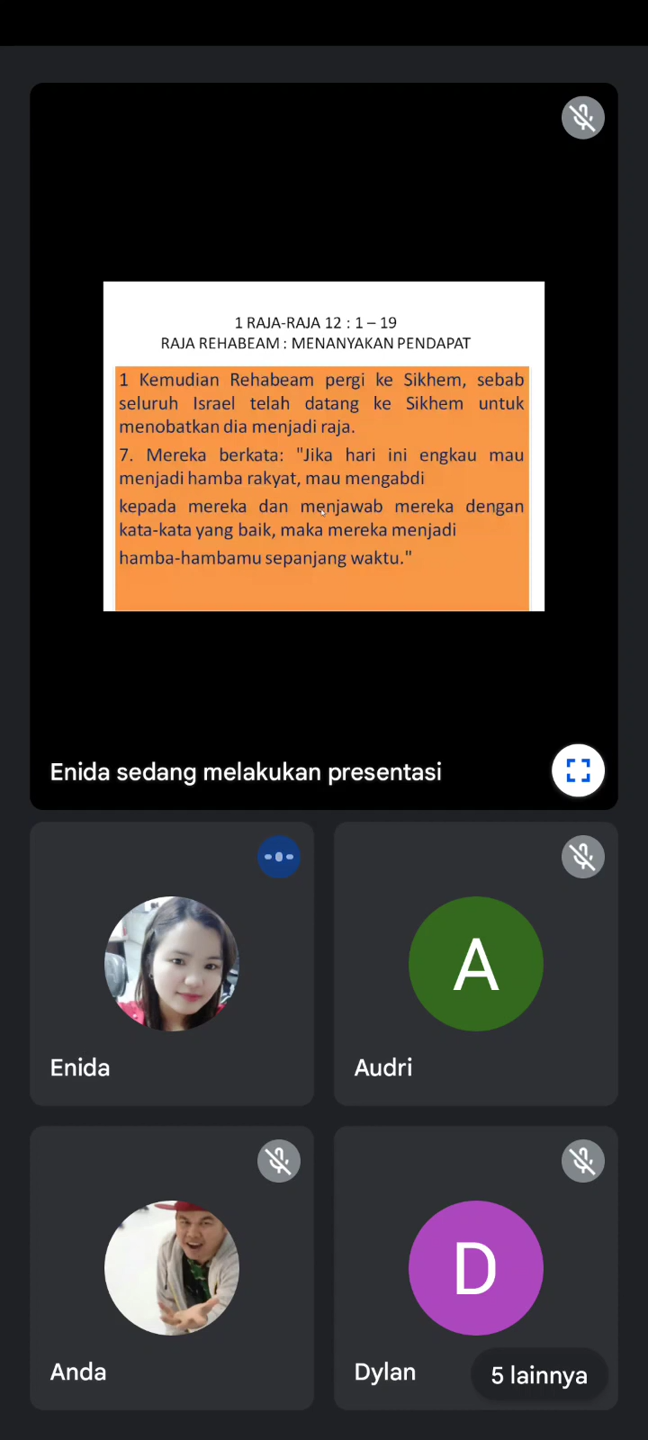 1 RAJA-RAJA 12 : 1 – 19
RAJA REHABEAM : MENANYAKAN PENDAPAT
1 Kemudian Rehabeam pergi ke Sikhem, sebab
seluruh Israel telah datang ke Sikhem untuk
menobatkan dia menjadi raja.
7. Mereka berkata: "Jika hari ini engkau mau
menjadi hamba rakyat, mau mengabdi
kepada mereka dan menjawab mereka dengan
kata-kata yang baik, maka mereka menjadi
hamba-hambamu sepanjang waktu."
Enida sedang melakukan presentasi
Enida
A
Audri
Anda
D
Dylan
5 lainnya